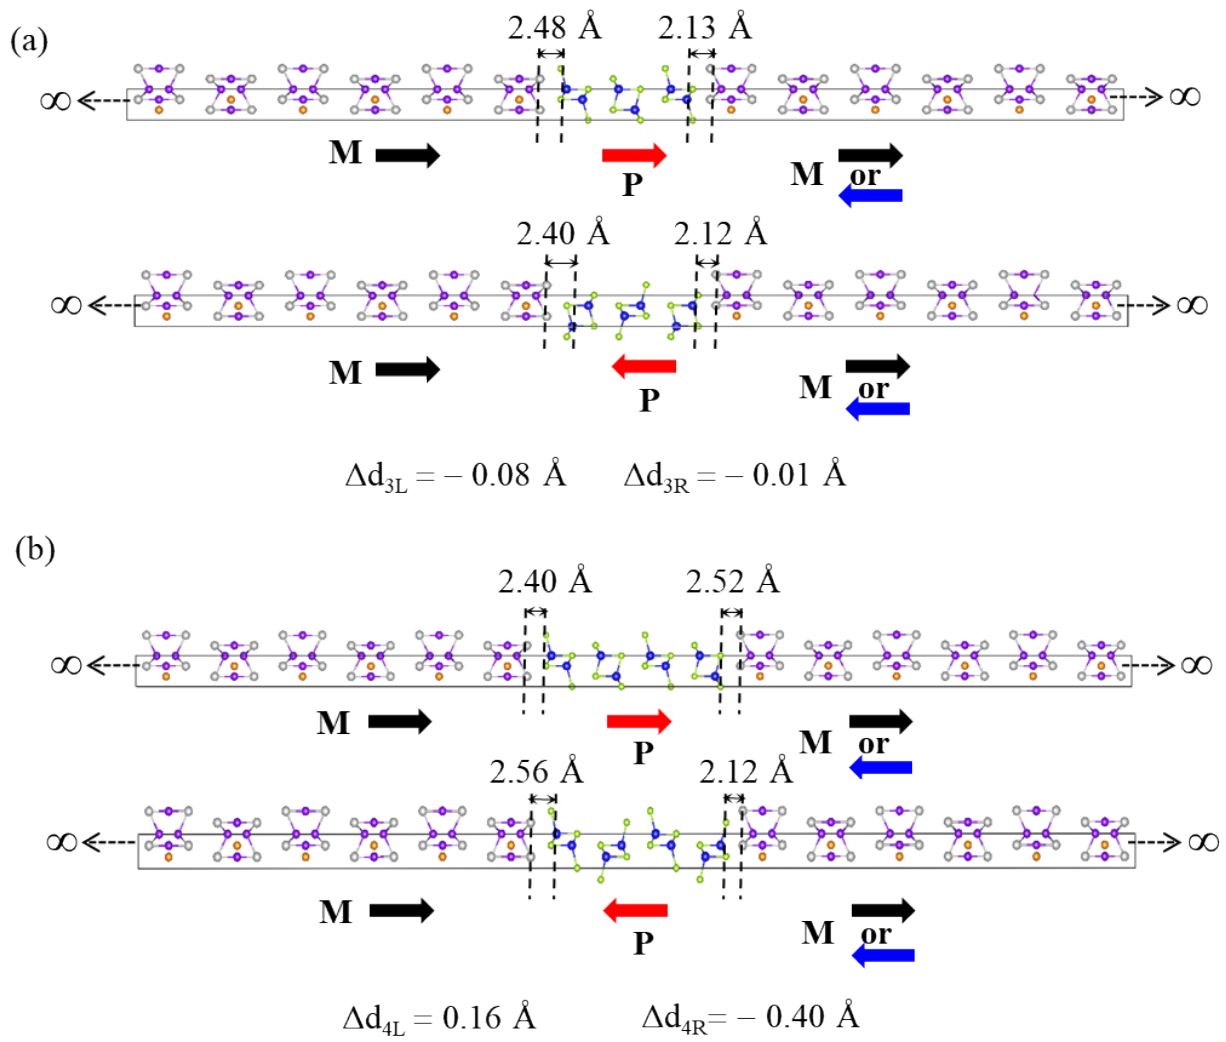 (a)
2.48 Å 2.13 Å
∞ ∞
M P M or
2.40 Å 2.12 Å
∞ ∞
M P M or
Δd3L = – 0.08 Å Δd3R = – 0.01 Å
(b)
2.40 Å 2.52 Å
∞ ∞
M P M or
2.56 Å 2.12 Å
∞ ∞
M P M or
Δd4L = 0.16 Å Δd4R= – 0.40 Å